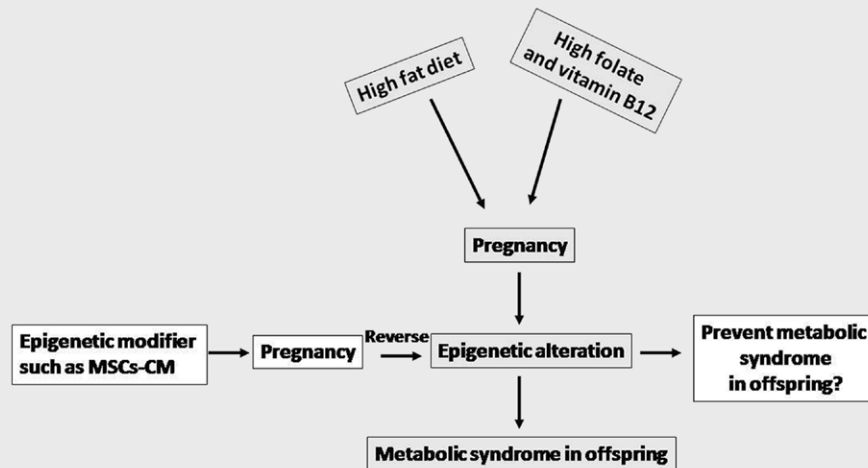 High fat diet
High folate
and vitamin B12
Pregnancy
Epigenetic modifier
such as MSCs-CM
Pregnancy
Reverse
Epigenetic alteration
Prevent metabolic
syndrome
in offspring?
Metabolic syndrome in offspring